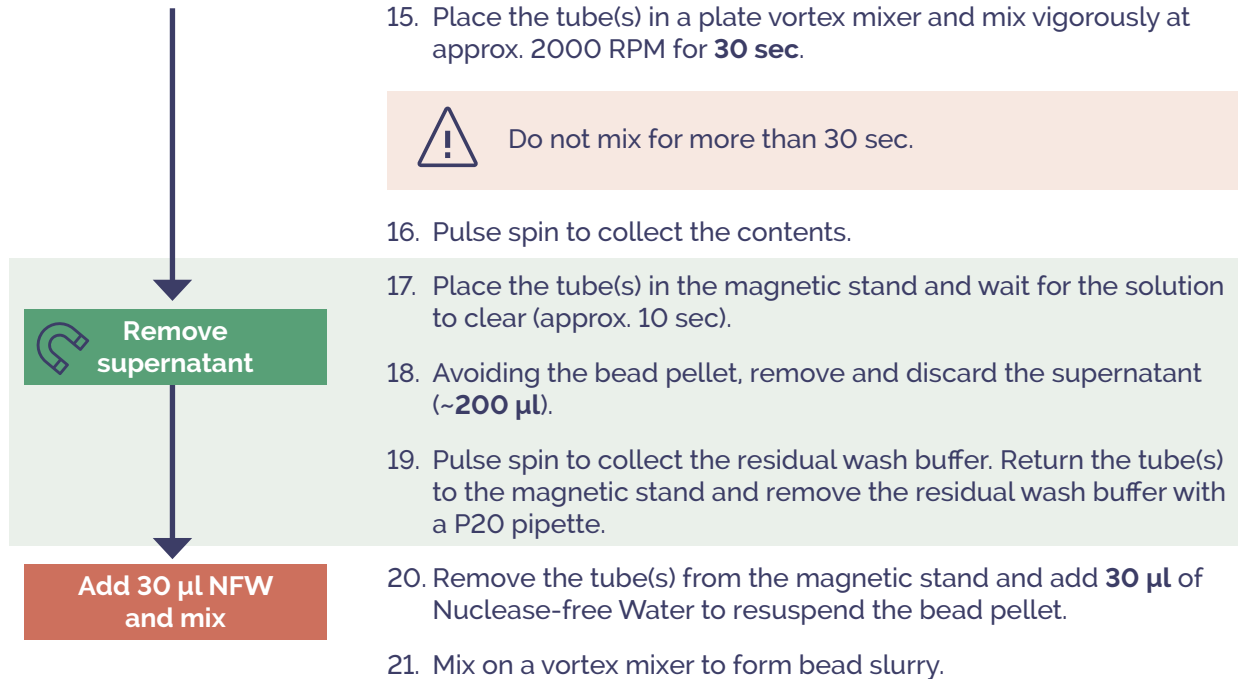 15. Place the tube(s) in a plate vortex mixer and mix vigorously at
approx. 2000 RPM for 30 sec.
Do not mix for more than 30 sec.
16. Pulse spin to collect the contents.
17. Place the tube(s) in the magnetic stand and wait for the solution
to clear (approx. 10 sec).
Remove
supernatant
18. Avoiding the bead pellet, remove and discard the supernatant
(~200 µl).
19. Pulse spin to collect the residual wash buffer. Return the tube(s)
to the magnetic stand and remove the residual wash buffer with
a P20 pipette.
Add 30 µl NFW
and mix
20. Remove the tube(s) from the magnetic stand and add 30 µl of
Nuclease-free Water to resuspend the bead pellet.
21. Mix on a vortex mixer to form bead slurry.